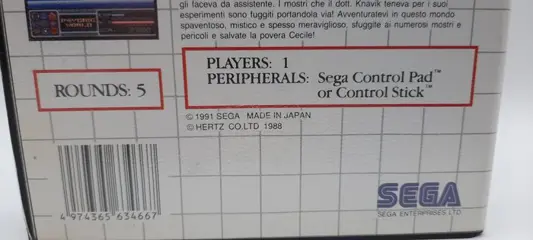 gli faceva da assistente. I mostri che il dott. Knavik teneva per i suoi
esperimenti sono fuggiti portandola via! Avventuratevi in questo mondo
spaventoso, mistico e spesso meraviglioso, sfuggite ai numerosi mostri e
pericoli e salvate la povera Cecile!
PSYCHIC
WORLD
PLAYERS: 1
PERIPHERALS: Sega Control Pad™
or Control Stick™
ROUNDS: 5
© 1991 SEGA MADE IN JAPAN
© HERTZ CO.LTD 1988
4 974365 634667
SEGA
SEGA ENTERPRISES LTD